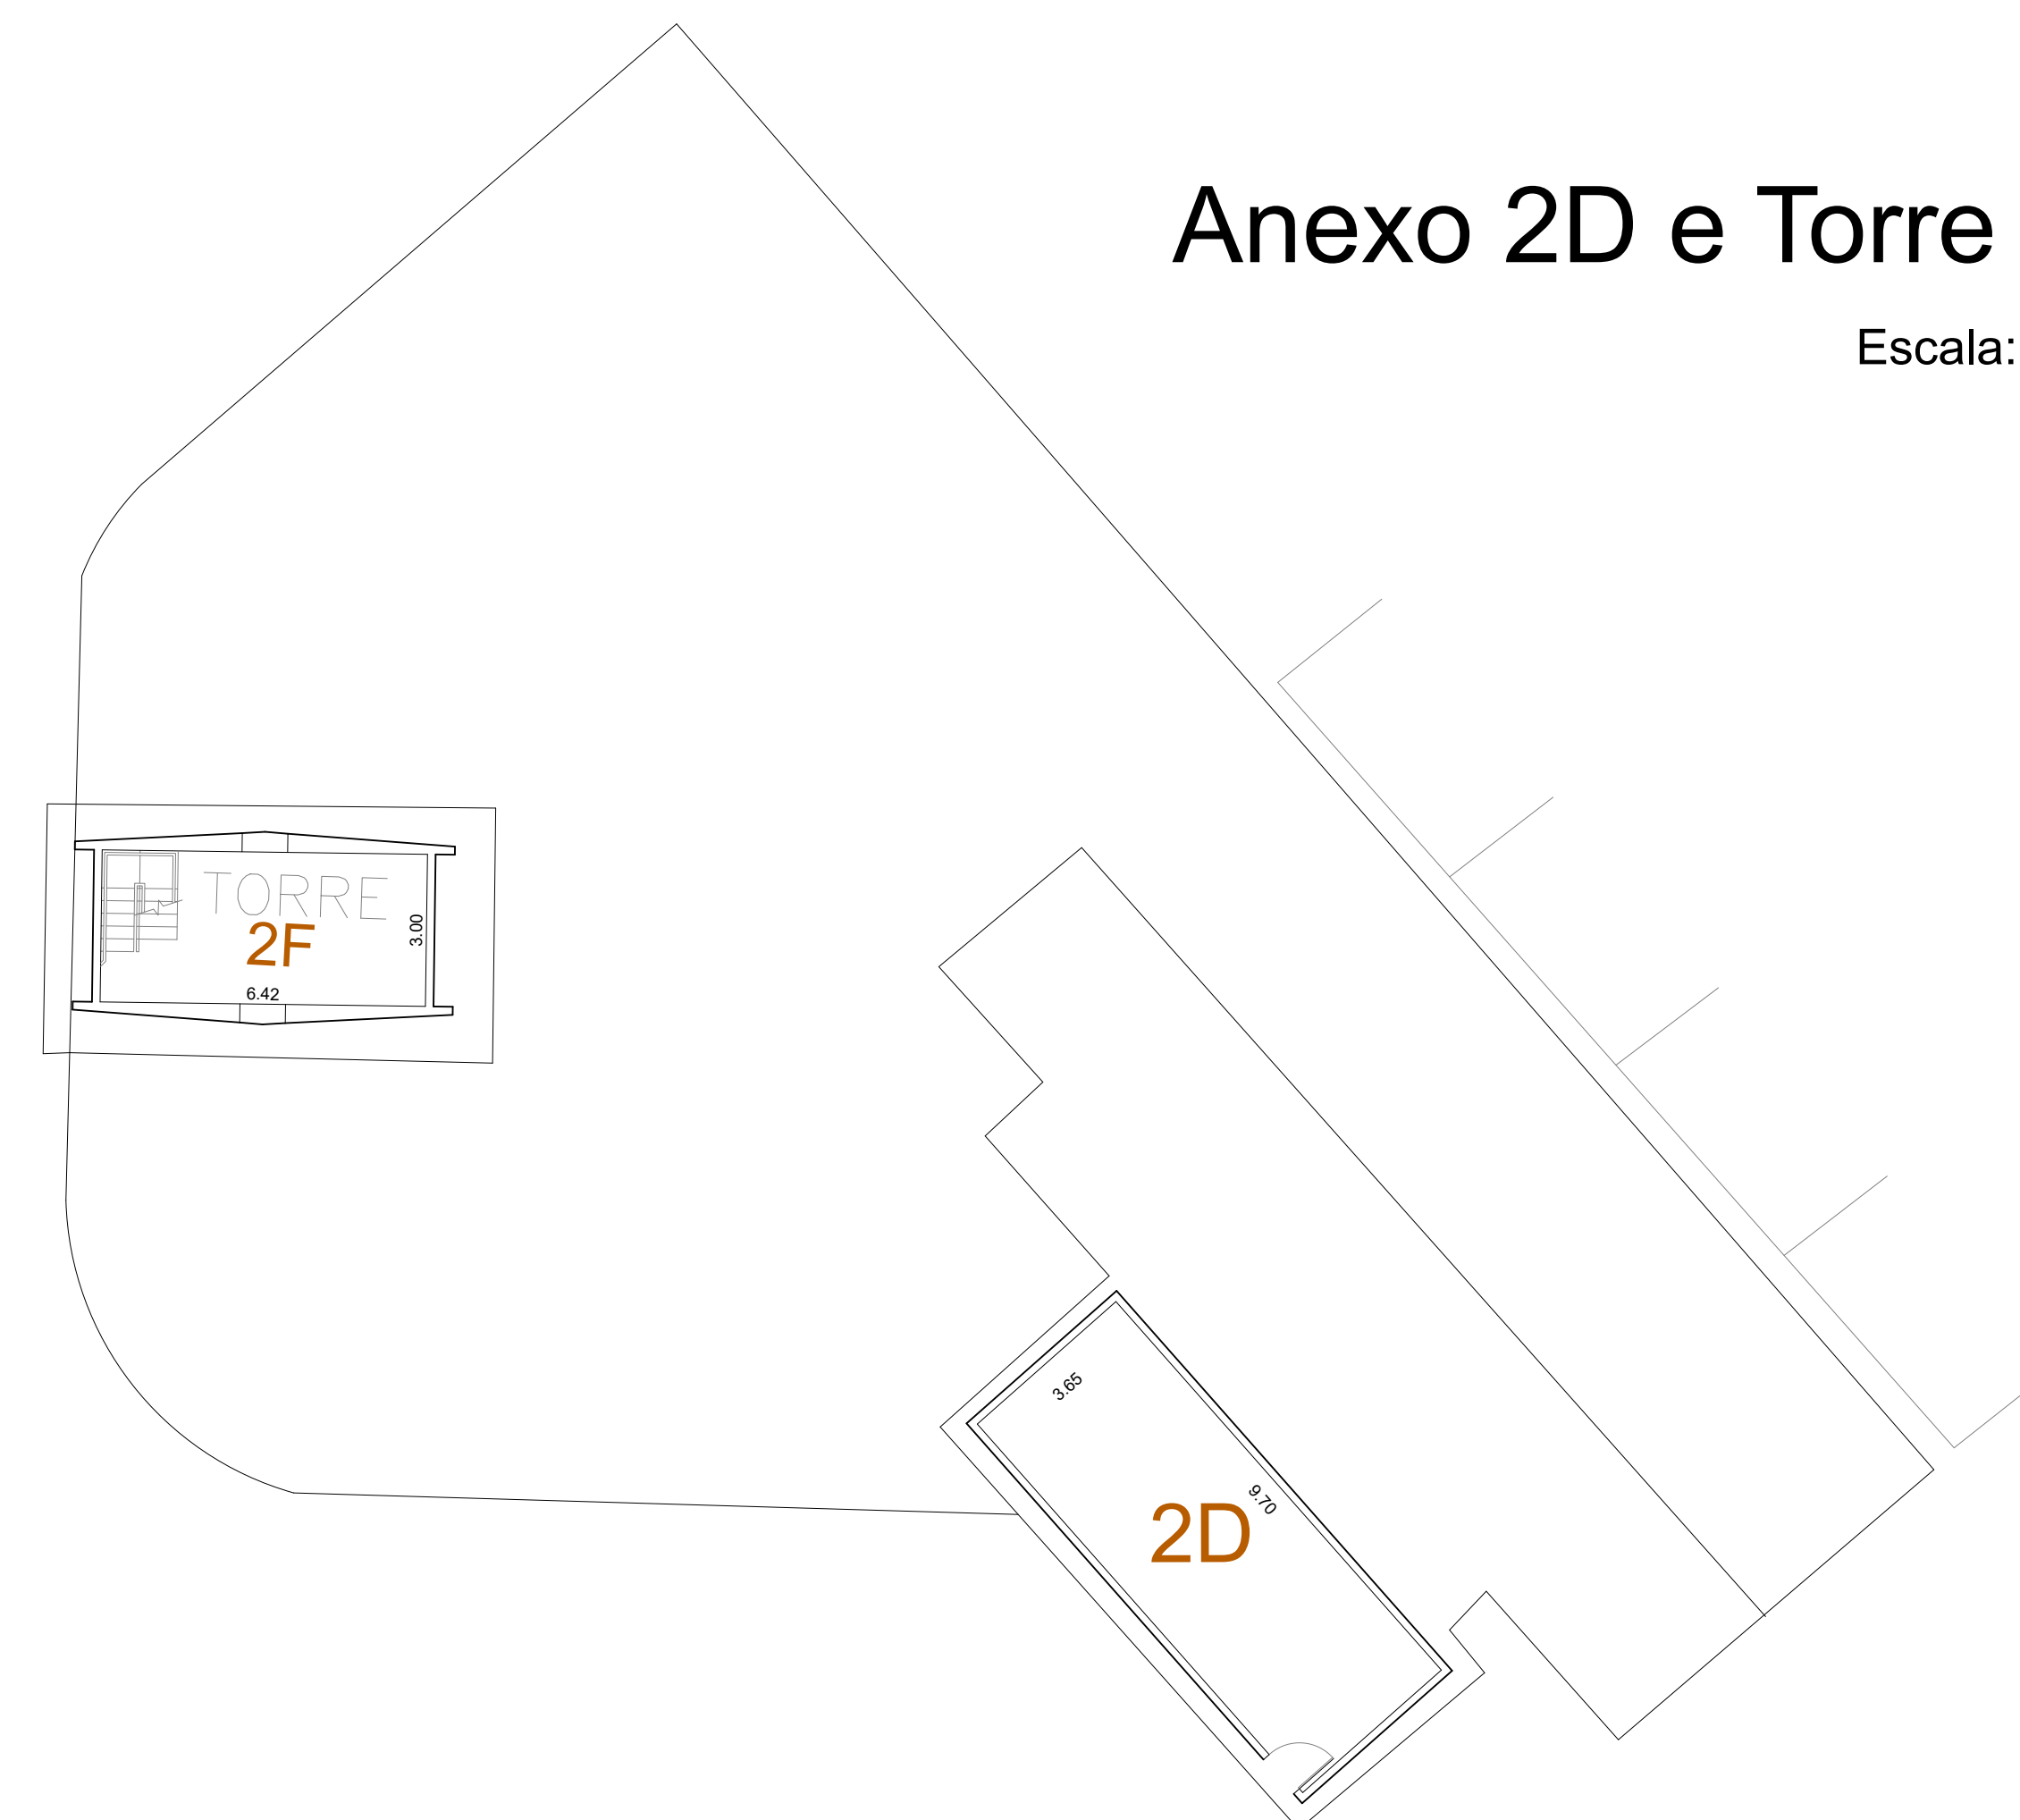 Anexo 2D e Torre
Escala:
TORRE
2F
3.00
6.42
3.65
9.70
2D